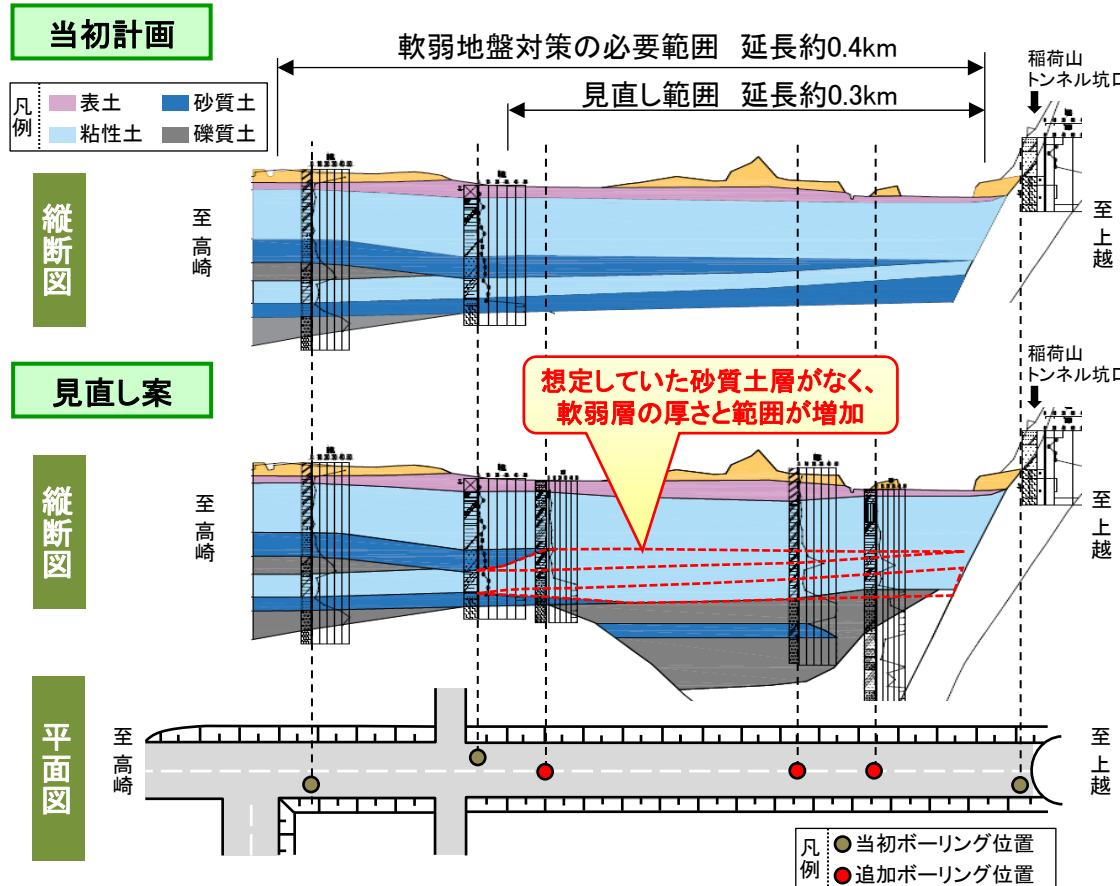 当初計画
軟弱地盤対策の必要範囲 延長約0.4km
稲荷山
トンネル坑口
見直し範囲 延長約0.3km
凡例
表土
砂質土
粘性土
礫質土
縦断図
至高崎
至上越
見直し案
想定していた砂質土層がなく、
軟弱層の厚さと範囲が増加
稲荷山
トンネル坑口
縦断図
至高崎
至上越
平面図
至高崎
至上越
凡例
当初ボーリング位置
追加ボーリング位置